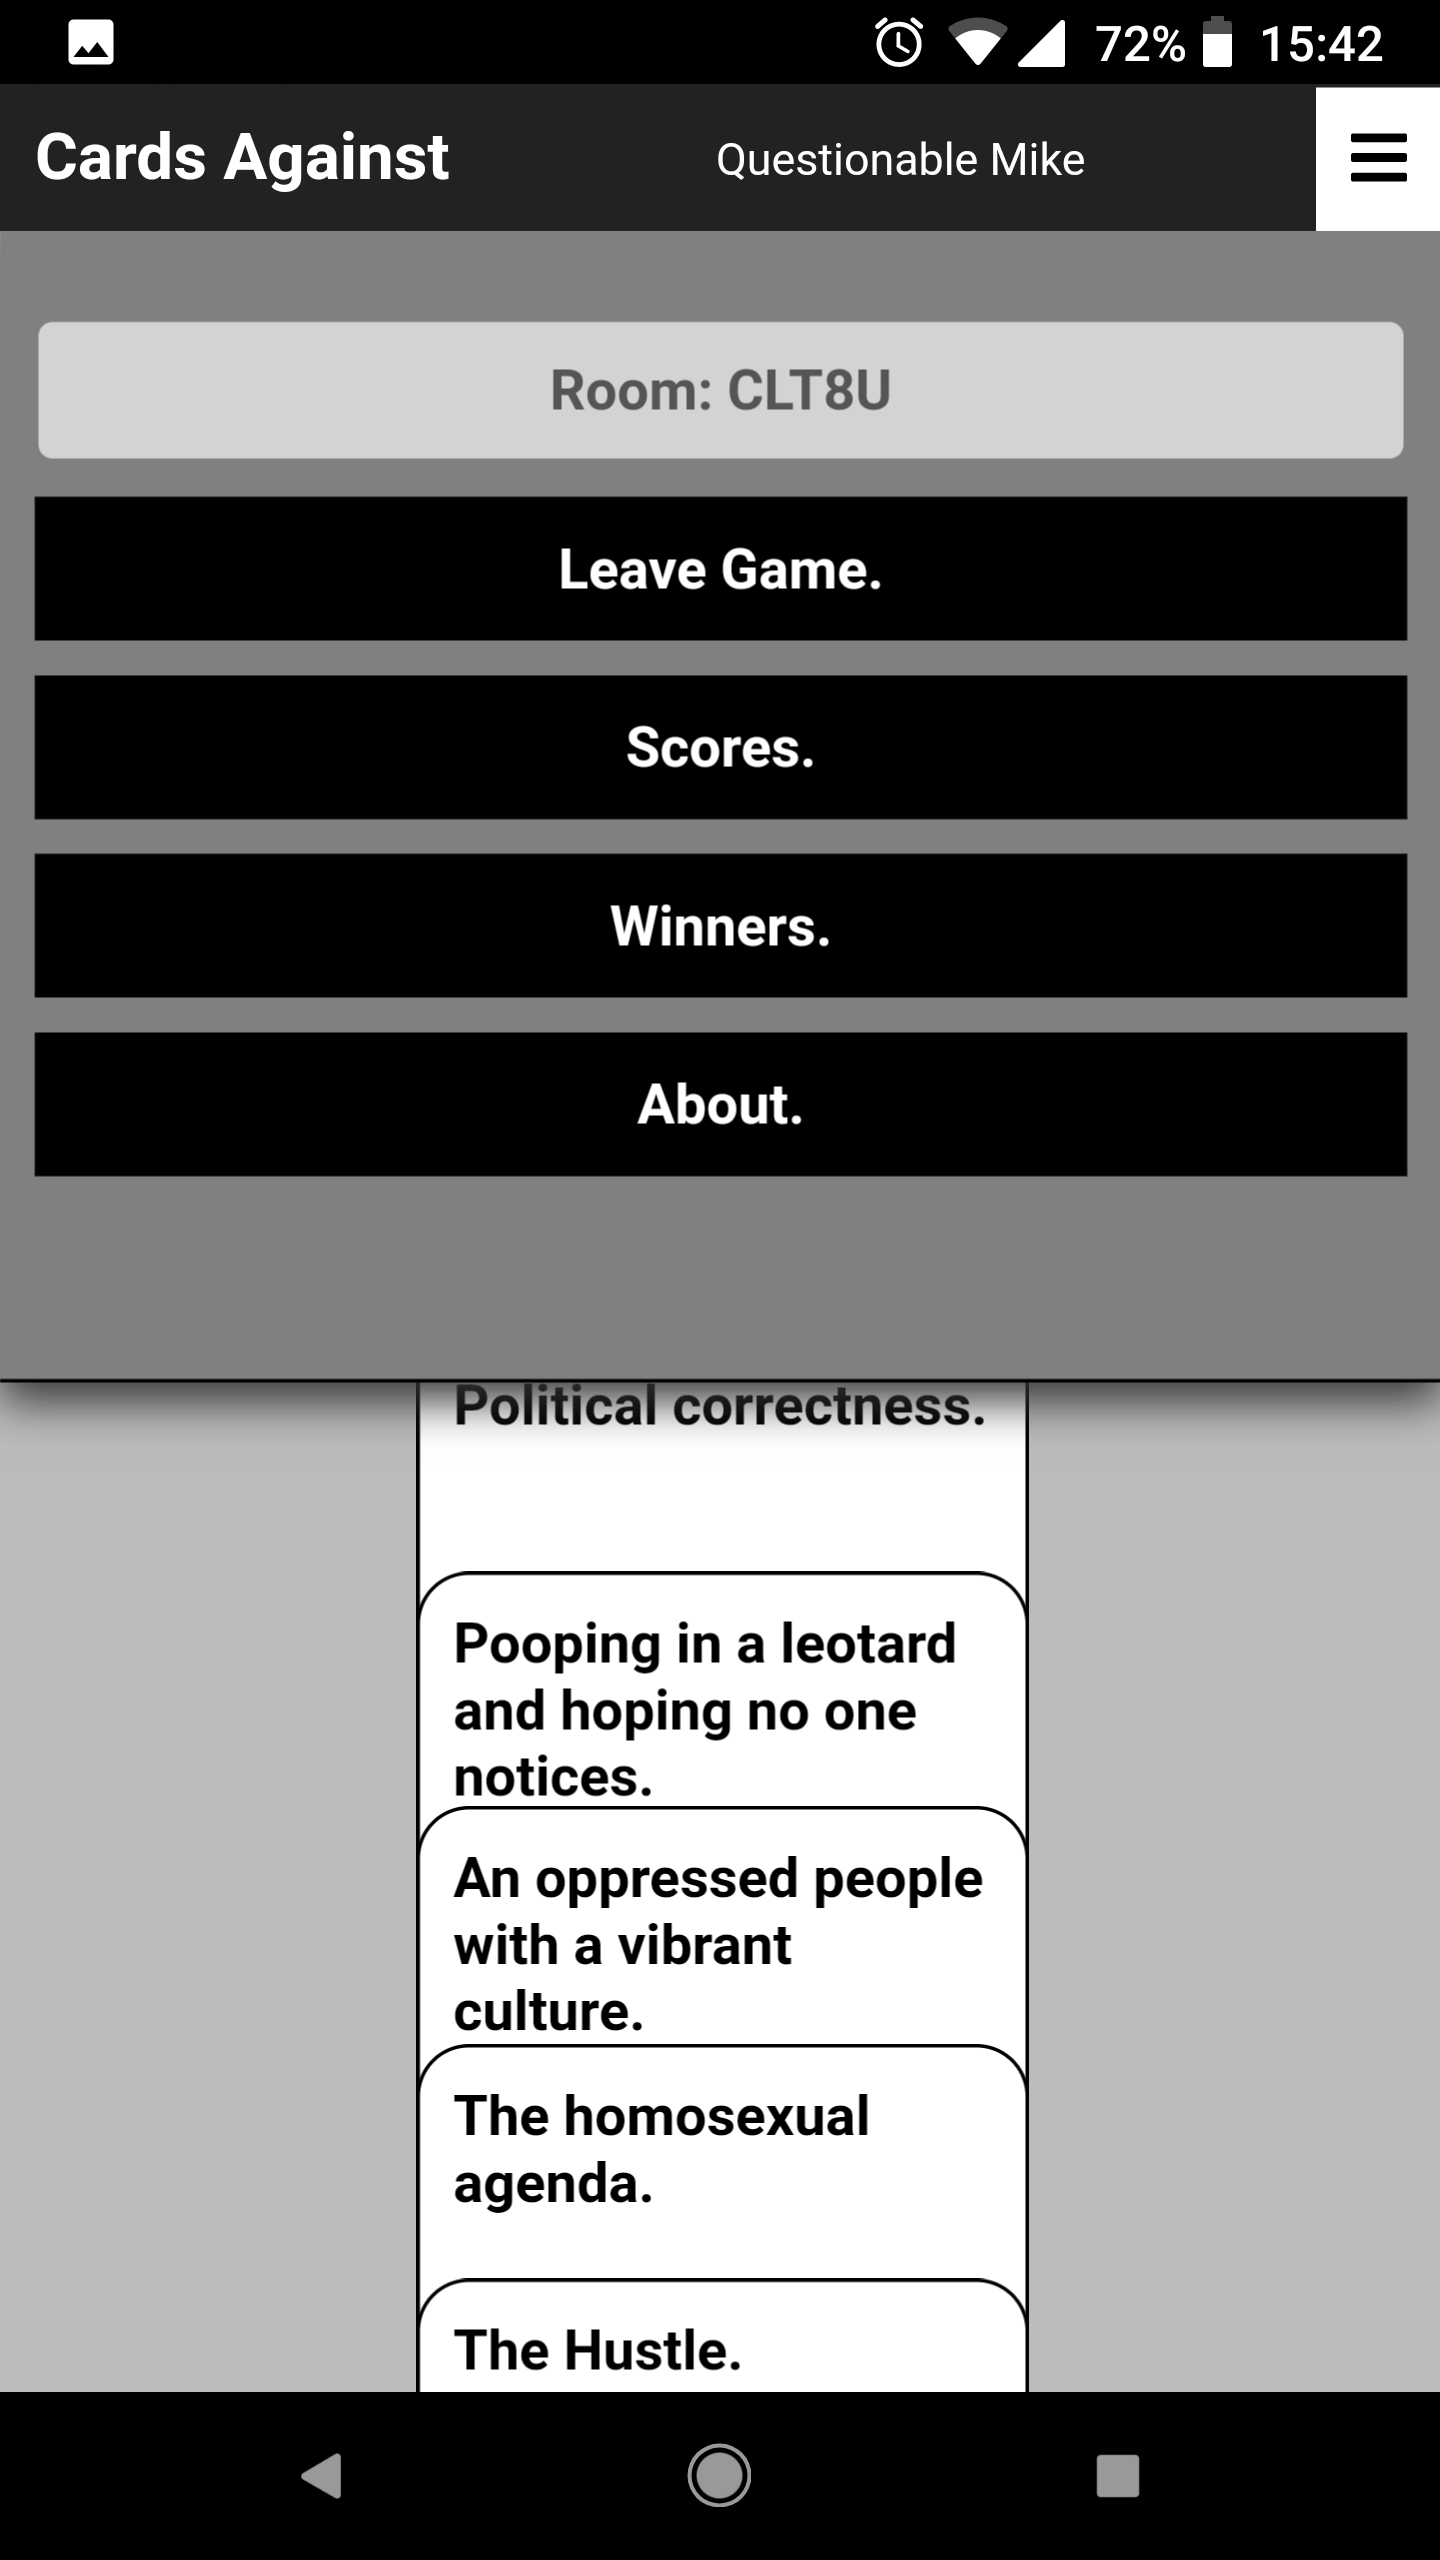 72% 15:42
Cards Against Questionable Mike
Room: CLT8U
Leave Game.
Scores.
Winners.
About.
Political correctness.
Pooping in a leotard
and hoping no one
notices.
An oppressed people
with a vibrant
culture.
The homosexual
agenda.
The Hustle.